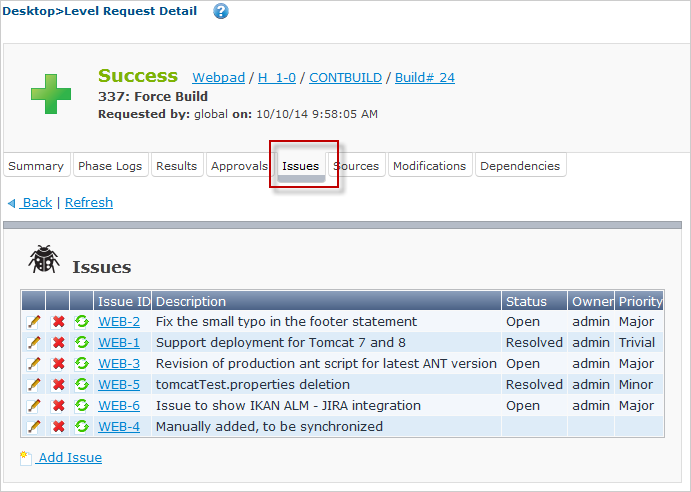 Desktop>Level Request Detail ?
Success Webpad / H_1-0 / CONTBUILD / Build# 24
337: Force Build
Requested by: global on: 10/10/14 9:58:05 AM
Summary Phase Logs Results Approvals Issues Sources Modifications Dependencies
Back | Refresh
Issues
Issue ID Description Status Owner Priority
WEB-2 Fix the small typo in the footer statement Open admin Major
WEB-1 Support deployment for Tomcat 7 and 8 Resolved admin Trivial
WEB-3 Revision of production ant script for latest ANT version Open admin Major
WEB-5 tomcatTest.properties deletion Resolved admin Minor
WEB-6 Issue to show IKAN ALM - JIRA integration Open admin Major
WEB-4 Manually added, to be synchronized
Add Issue